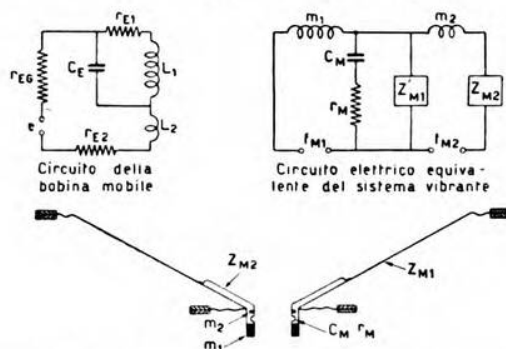 r_E1
r_EG
C_E
L_1
L_2
e
r_E2
Circuito della
bobina mobile
m_1
m_2
C_M
r_M
Z_M1
Z_M2
f_M1
f_M2
Circuito elettrico equiva-
lente del sistema vibrante
Z_M2
Z_M1
m_2
m_1
C_M r_M